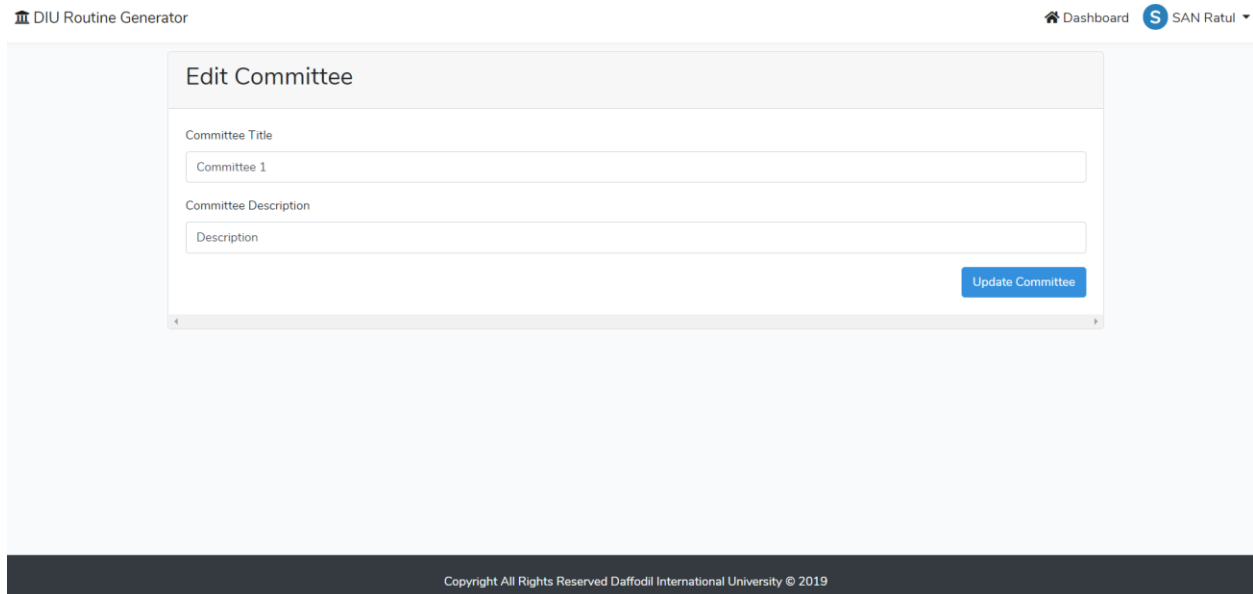 DIU Routine Generator
Dashboard S SAN Ratul
Edit Committee
Committee Title
Committee 1
Committee Description
Description
Update Committee
Copyright All Rights Reserved Daffodil International University © 2019